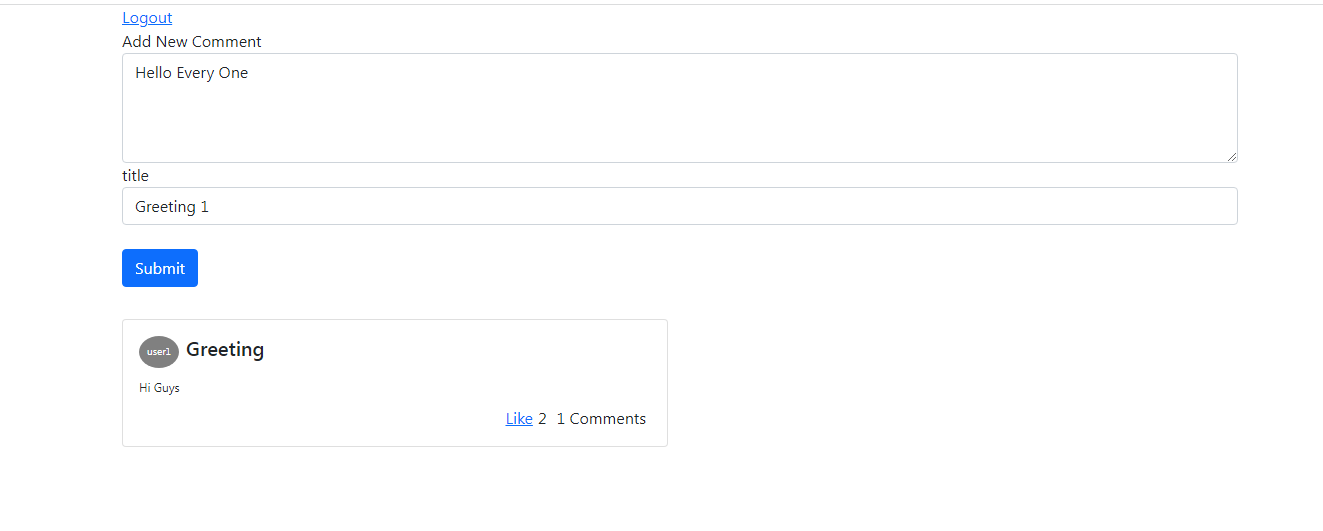 Logout
Add New Comment
Hello Every One
title
Greeting 1
Submit
user1 Greeting
Hi Guys
Like 2 1 Comments